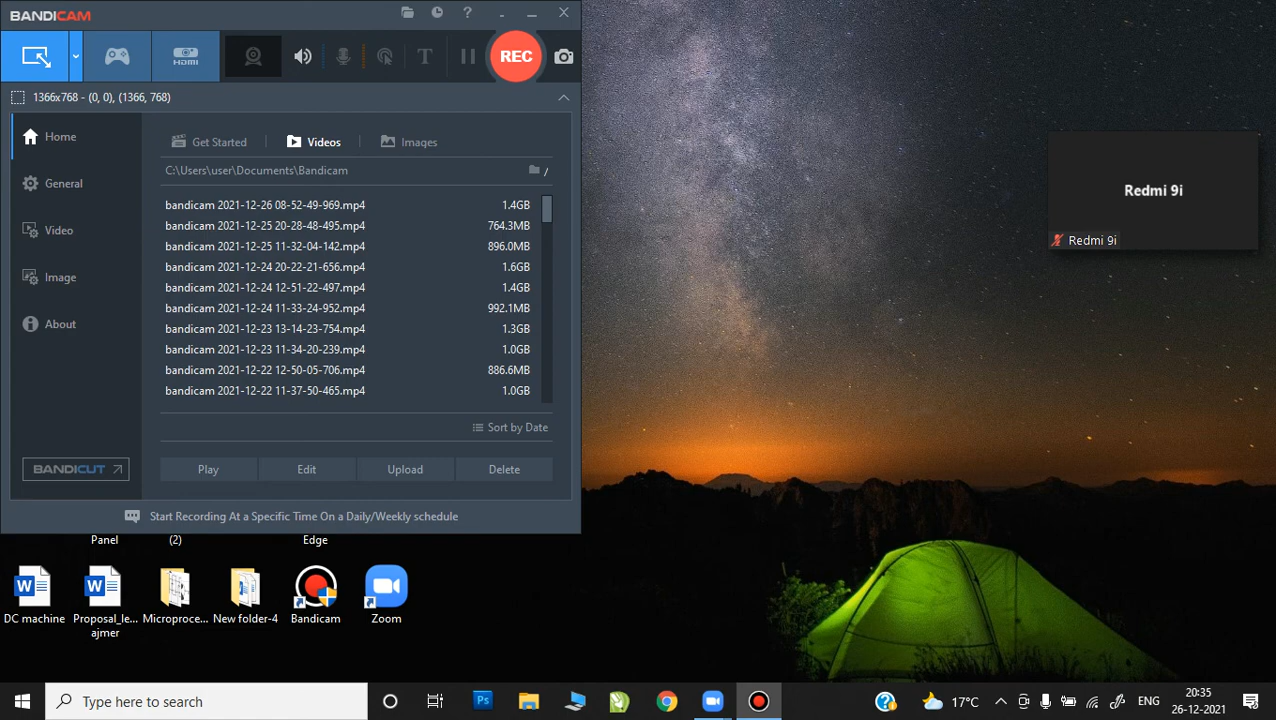 BANDICAM
?
HDMI
T
REC
1366x768 - (0, 0), (1366, 768)
Home
General
Video
Image
About
BANDICUT
Get Started
Videos
Images
C:\Users\user\Documents\Bandicam
/
bandicam 2021-12-26 08-52-49-969.mp4 1.4GB
bandicam 2021-12-25 20-28-48-495.mp4 764.3MB
bandicam 2021-12-25 11-32-04-142.mp4 896.0MB
bandicam 2021-12-24 20-22-21-656.mp4 1.6GB
bandicam 2021-12-24 12-51-22-497.mp4 1.4GB
bandicam 2021-12-24 11-33-24-952.mp4 992.1MB
bandicam 2021-12-23 13-14-23-754.mp4 1.3GB
bandicam 2021-12-23 11-34-20-239.mp4 1.0GB
bandicam 2021-12-22 12-50-05-706.mp4 886.6MB
bandicam 2021-12-22 11-37-50-465.mp4 1.0GB
Sort by Date
Play Edit Upload Delete
Start Recording At a Specific Time On a Daily/Weekly schedule
Redmi 9i
Redmi 9i
Panel
(2)
Edge
DC machine
Proposal_le...
ajmer
Microproce...
New folder-4
Bandicam
Zoom
Type here to search
Ps
?
17°C
ENG
20:35
26-12-2021